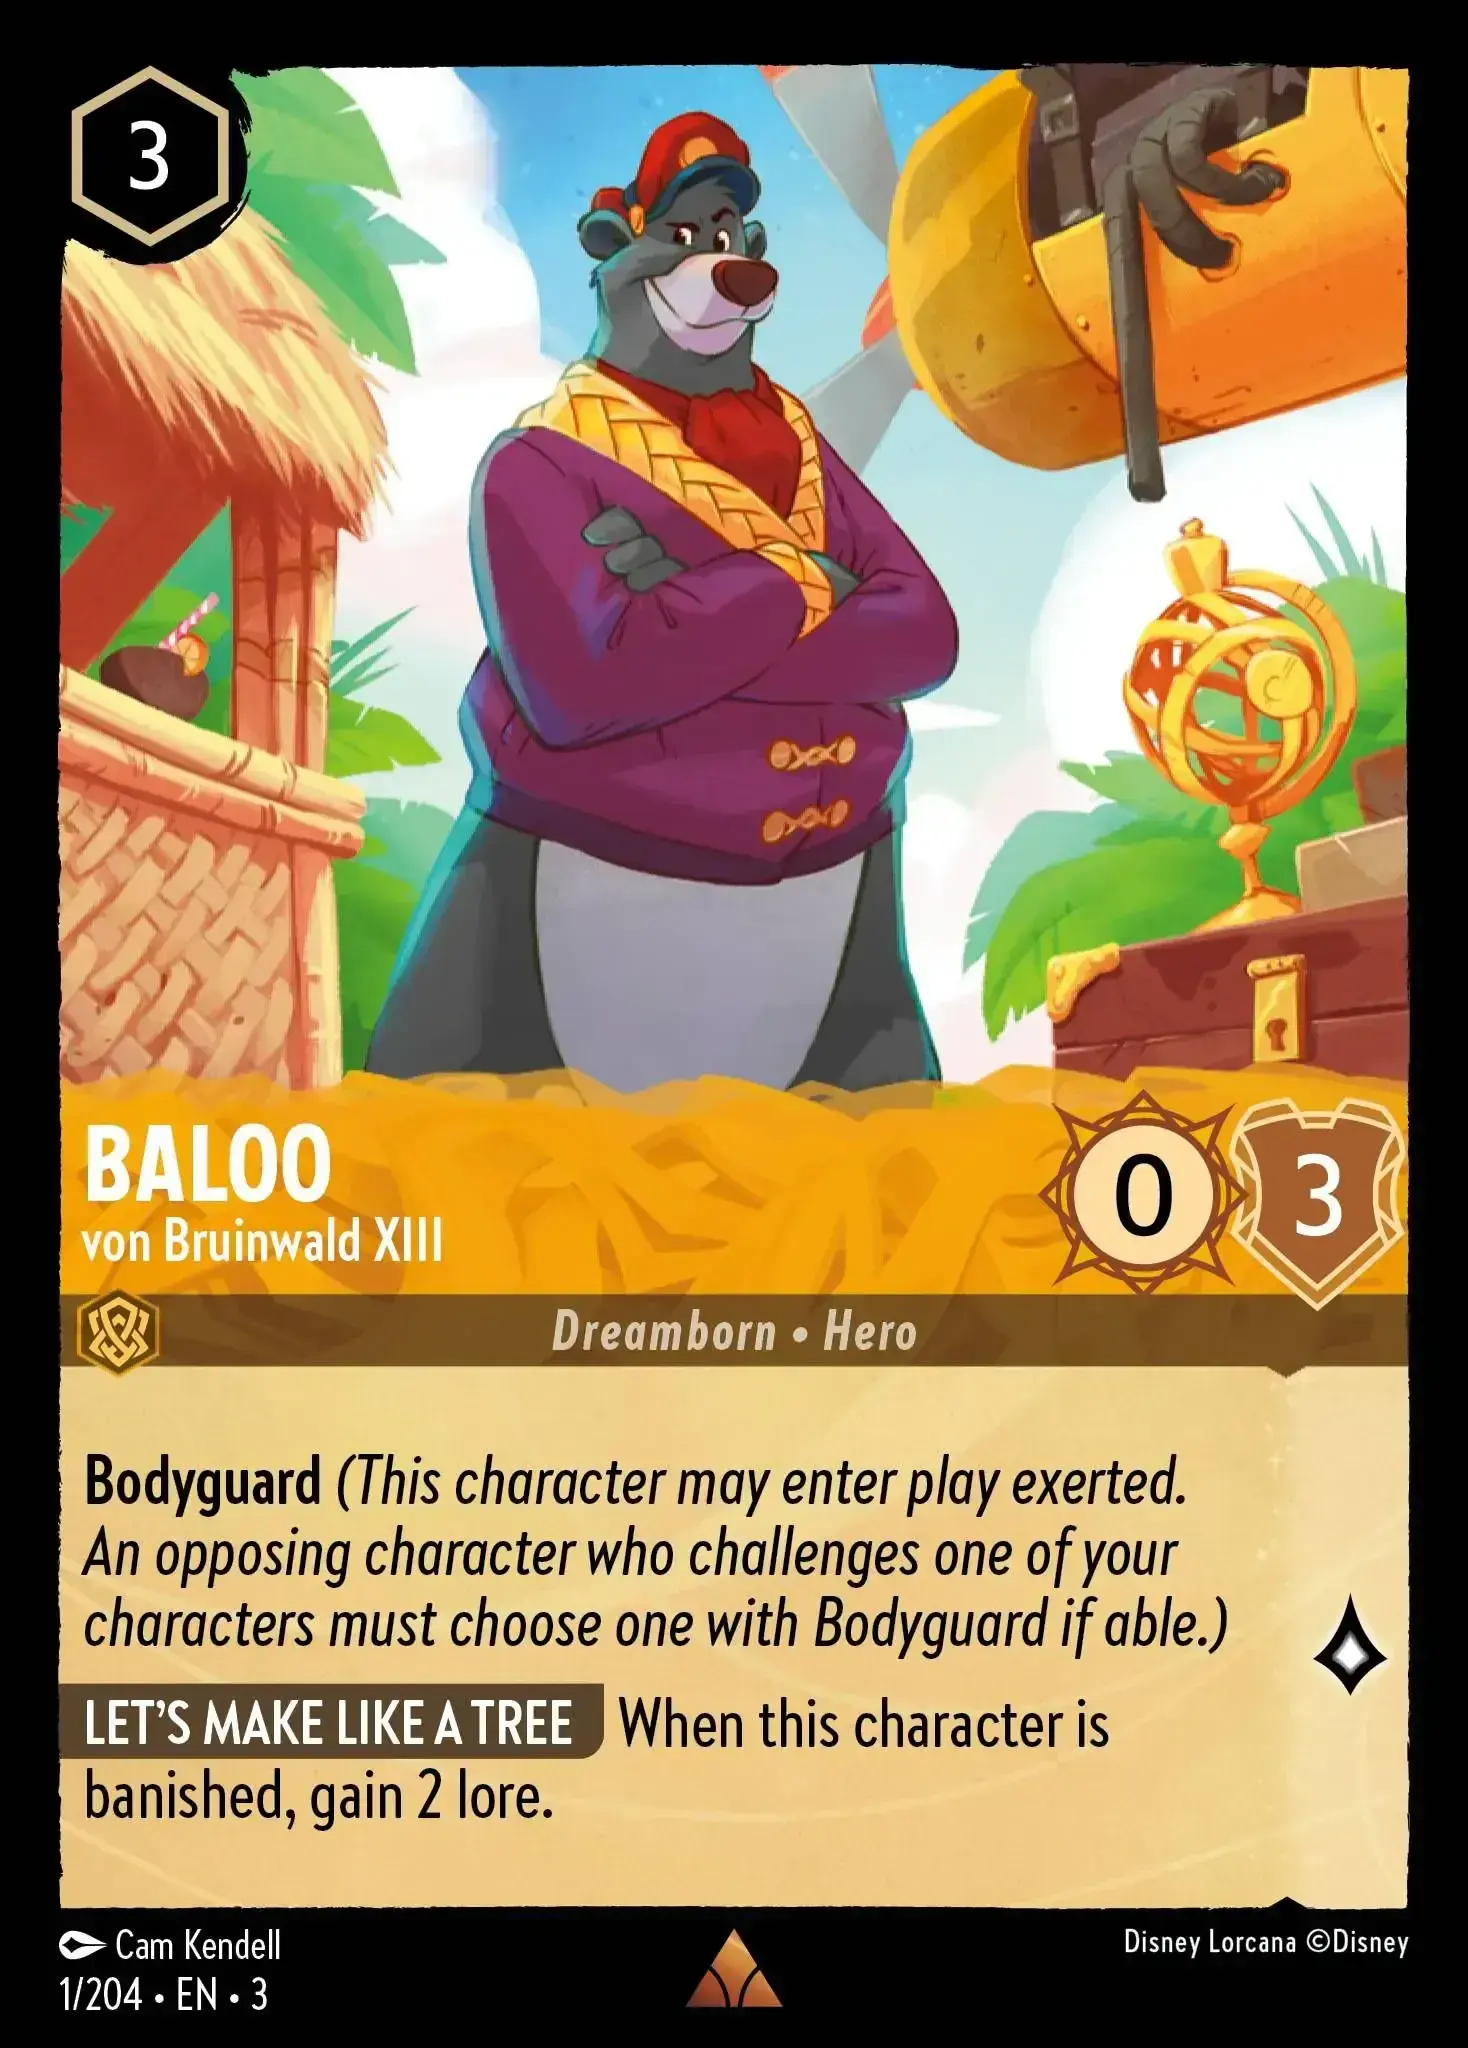 3
BALOO
von Bruinwald XIII
0
3
Dreamborn • Hero
Bodyguard (This character may enter play exerted.
An opposing character who challenges one of your
characters must choose one with Bodyguard if able.)
LET'S MAKE LIKE A TREE When this character is
banished, gain 2 lore.
Cam Kendell
Disney Lorcana ©Disney
1/204 • EN • 3